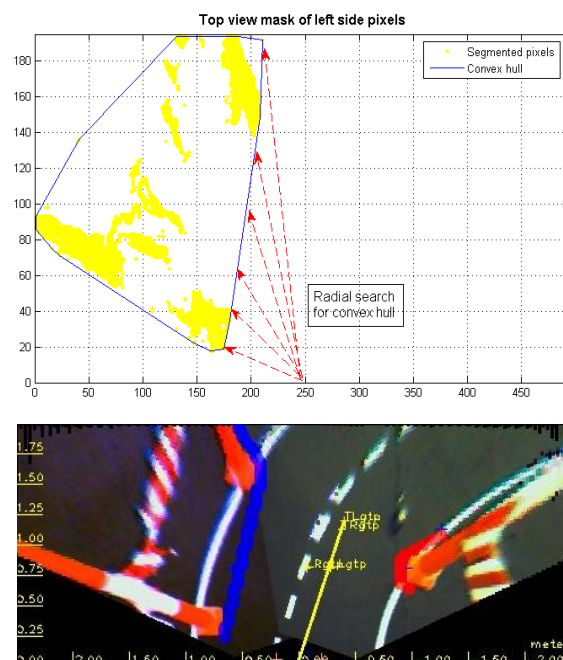 Top view mask of left side pixels
Segmented pixels
Convex hull
180
160
140
120
100
80
60
40
20
0
Radial search
for convex hull
0 50 100 150 200 250 300 350 400 450
1.75
1.50
1.25
1.00
0.75
0.50
0.25
TLgtp
TRgtp
LRgtp
Lgtp
mete
0.00 2.00 1.50 1.00 0.50 0.50 1.00 1.50 2.00